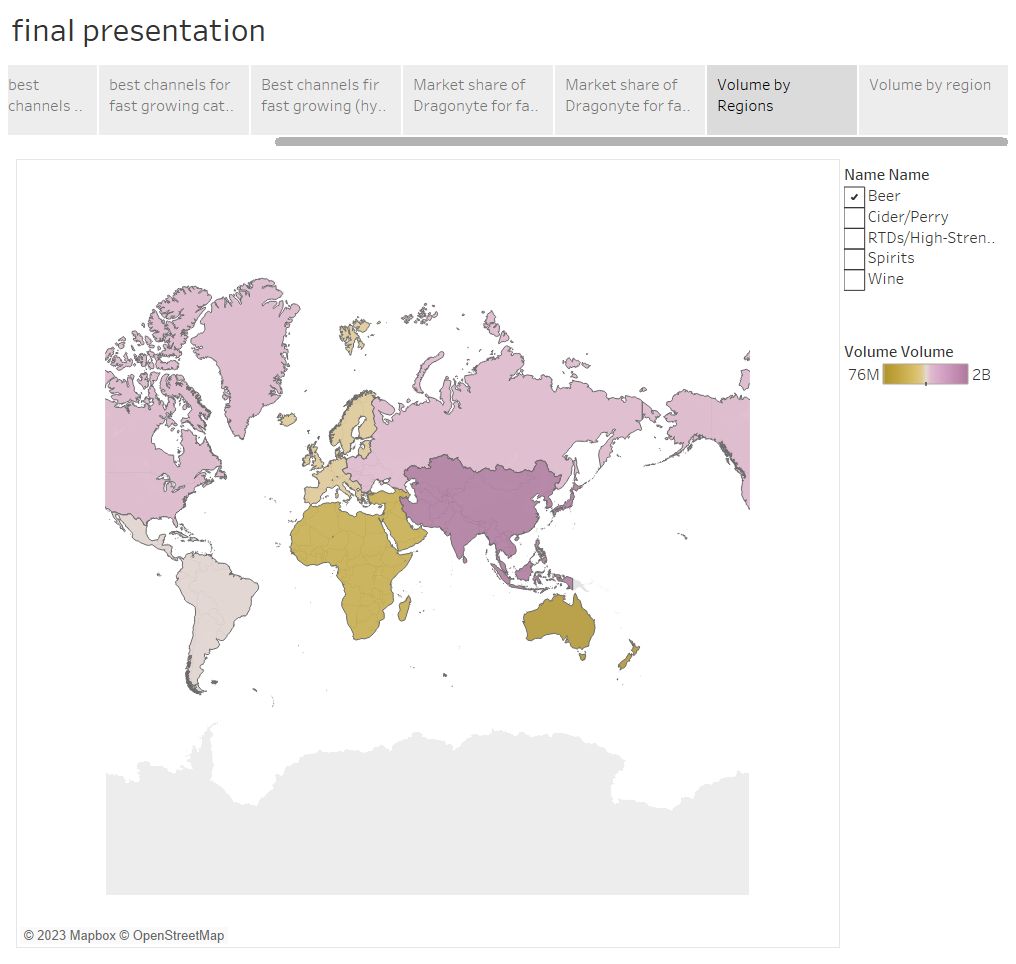 final presentation
best
channels ..
best channels for
fast growing cat..
Best channels fir
fast growing (hy..
Market share of
Dragonyte for fa..
Market share of
Dragonyte for fa..
Volume by
Regions
Volume by region
Name Name
Beer
Cider/Perry
RTDs/High-Stren..
Spirits
Wine
Volume Volume
76M 2B
© 2023 Mapbox © OpenStreetMap